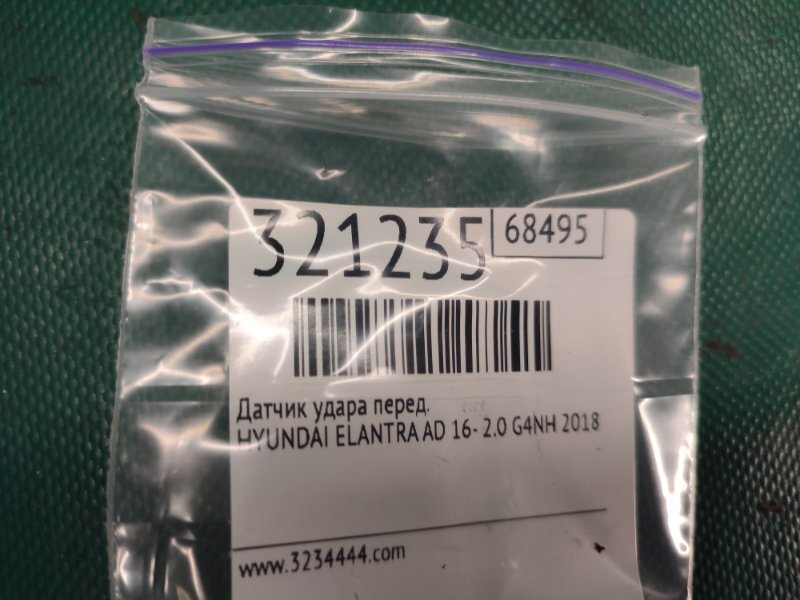 321235
68495
Датчик удара перед.
HYUNDAI ELANTRA AD 16- 2.0 G4NH 2018
www.3234444.com